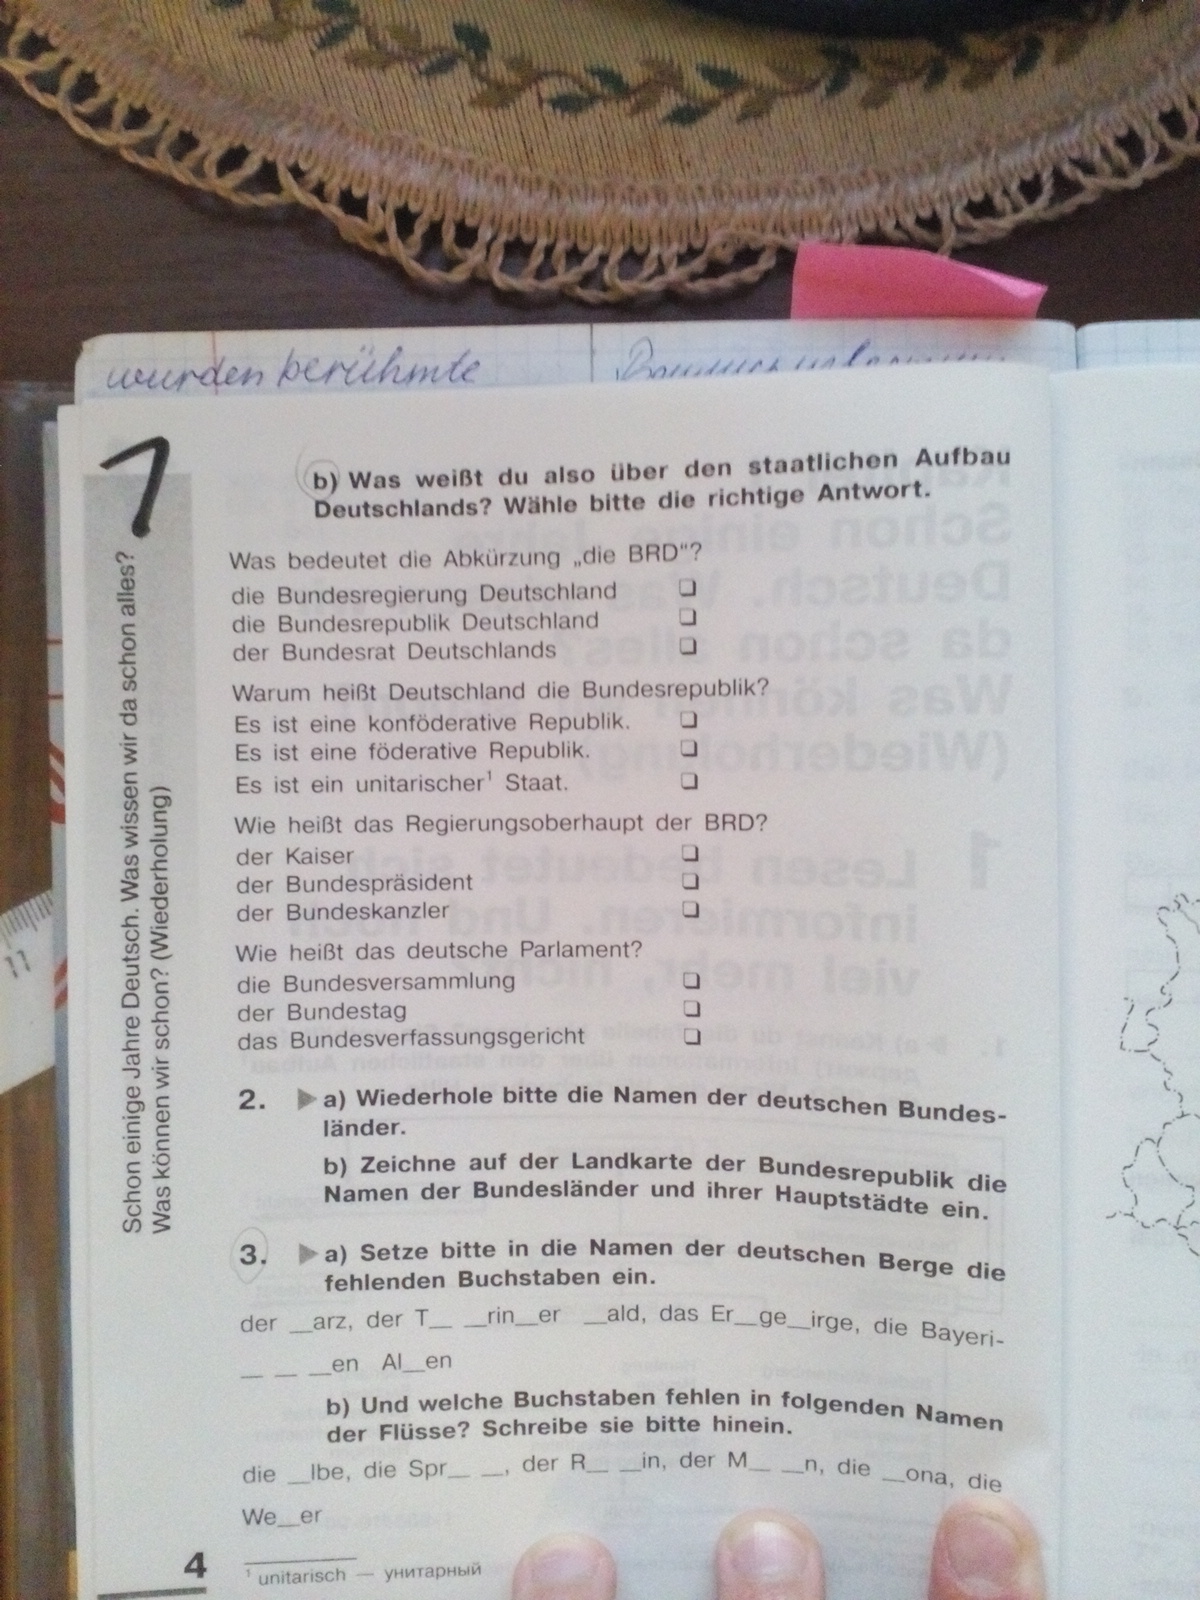 wurden berühmte
1
b) Was weißt du also über den staatlichen Aufbau
Deutschlands? Wähle bitte die richtige Antwort.
Was bedeutet die Abkürzung „die BRD“?
die Bundesregierung Deutschland ❑
die Bundesrepublik Deutschland ❑
der Bundesrat Deutschlands ❑
Warum heißt Deutschland die Bundesrepublik?
Es ist eine konföderative Republik. ❑
Es ist eine föderative Republik. ❑
Es ist ein unitarischer¹ Staat. ❑
Wie heißt das Regierungsoberhaupt der BRD?
der Kaiser ❑
der Bundespräsident ❑
der Bundeskanzler ❑
Wie heißt das deutsche Parlament?
die Bundesversammlung ❑
der Bundestag ❑
das Bundesverfassungsgericht ❑
2. a) Wiederhole bitte die Namen der deutschen Bundes-
länder.
b) Zeichne auf der Landkarte der Bundesrepublik die
Namen der Bundesländer und ihrer Hauptstädte ein.
3. a) Setze bitte in die Namen der deutschen Berge die
fehlenden Buchstaben ein.
der __arz, der T__ __rin__er __ald, das Er__ge__irge, die Bayeri-
__ __ __en Al__en
b) Und welche Buchstaben fehlen in folgenden Namen
der Flüsse? Schreibe sie bitte hinein.
die __lbe, die Spr__ __, der R__ __in, der M__ __n, die __ona, die
We__er
¹ unitarisch — унитарный
4
Schon einige Jahre Deutsch. Was wissen wir da schon alles?
Was können wir schon? (Wiederholung)
11